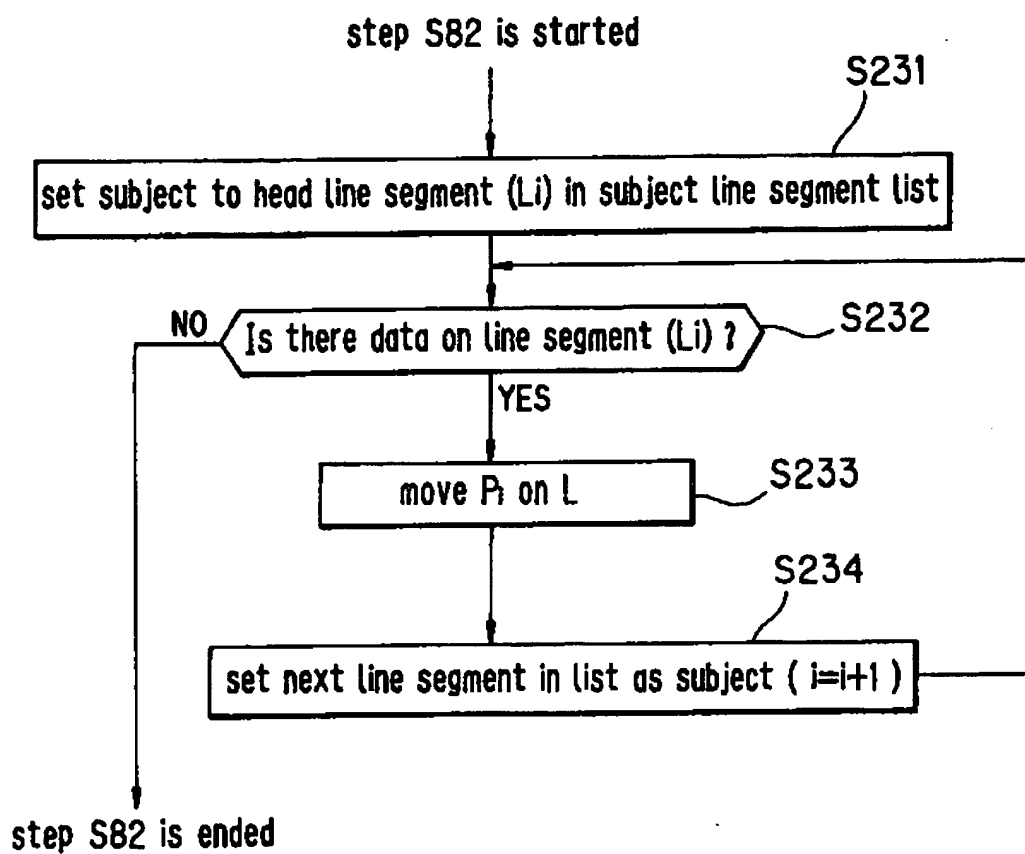 step S82 is started
S231
set subject to head line segment (Li) in subject line segment list
NO
Is there data on line segment (Li) ?
S232
YES
move Pi on L
S233
S234
set next line segment in list as subject ( i=i+1 )
step S82 is ended